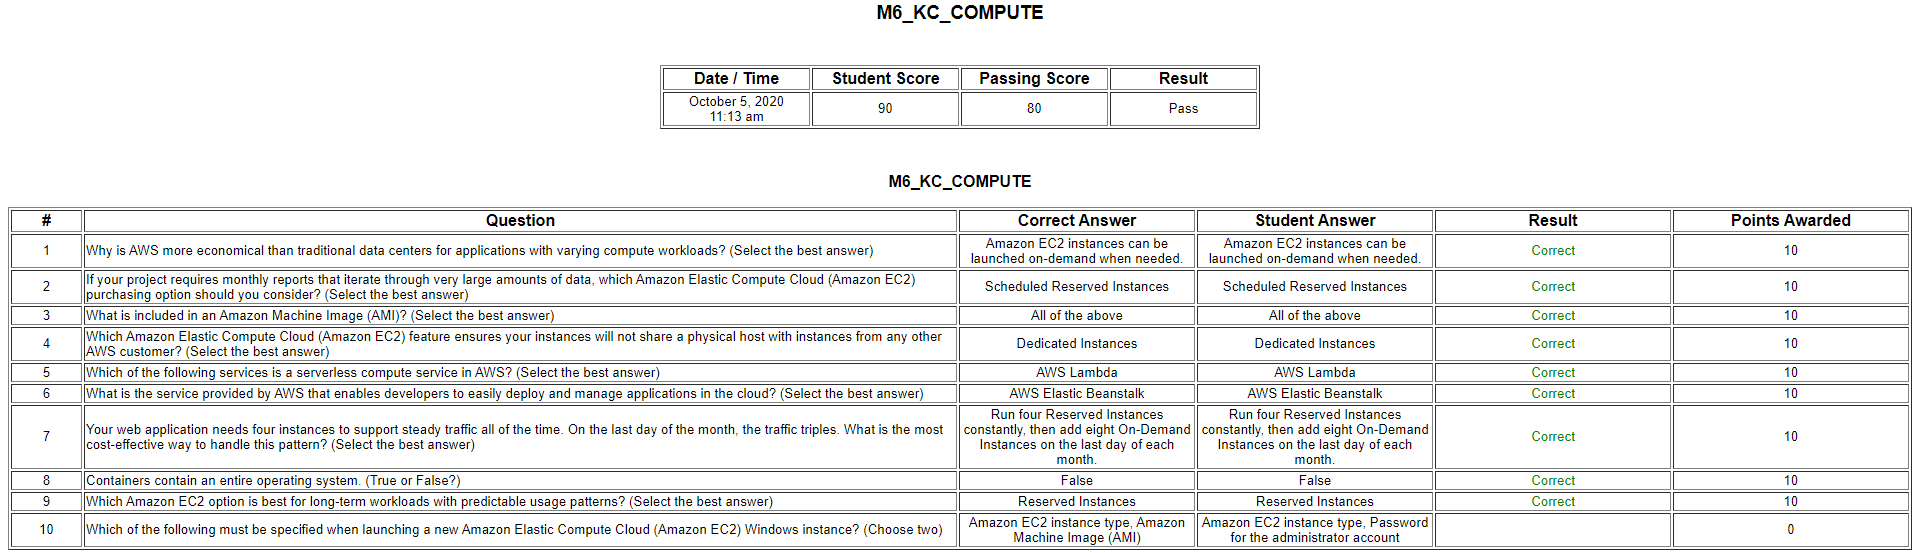 M6_KC_COMPUTE
Date / Time Student Score Passing Score Result
October 5, 2020
11:13 am
90 80 Pass
M6_KC_COMPUTE
# Question Correct Answer Student Answer Result Points Awarded
1 Why is AWS more economical than traditional data centers for applications with varying compute workloads? (Select the best answer)
Amazon EC2 instances can be
launched on-demand when needed.
Amazon EC2 instances can be
launched on-demand when needed.
Correct 10
2 If your project requires monthly reports that iterate through very large amounts of data, which Amazon Elastic Compute Cloud (Amazon EC2)
purchasing option should you consider? (Select the best answer)
Scheduled Reserved Instances Scheduled Reserved Instances Correct 10
3 What is included in an Amazon Machine Image (AMI)? (Select the best answer) All of the above All of the above Correct 10
4 Which Amazon Elastic Compute Cloud (Amazon EC2) feature ensures your instances will not share a physical host with instances from any other
AWS customer? (Select the best answer)
Dedicated Instances Dedicated Instances Correct 10
5 Which of the following services is a serverless compute service in AWS? (Select the best answer) AWS Lambda AWS Lambda Correct 10
6 What is the service provided by AWS that enables developers to easily deploy and manage applications in the cloud? (Select the best answer) AWS Elastic Beanstalk AWS Elastic Beanstalk Correct 10
7 Your web application needs four instances to support steady traffic all of the time. On the last day of the month, the traffic triples. What is the most
cost-effective way to handle this pattern? (Select the best answer)
Run four Reserved Instances
constantly, then add eight On-Demand
Instances on the last day of each
month.
Run four Reserved Instances
constantly, then add eight On-Demand
Instances on the last day of each
month.
Correct 10
8 Containers contain an entire operating system. (True or False?) False False Correct 10
9 Which Amazon EC2 option is best for long-term workloads with predictable usage patterns? (Select the best answer) Reserved Instances Reserved Instances Correct 10
10 Which of the following must be specified when launching a new Amazon Elastic Compute Cloud (Amazon EC2) Windows instance? (Choose two)
Amazon EC2 instance type, Amazon
Machine Image (AMI)
Amazon EC2 instance type, Password
for the administrator account
0